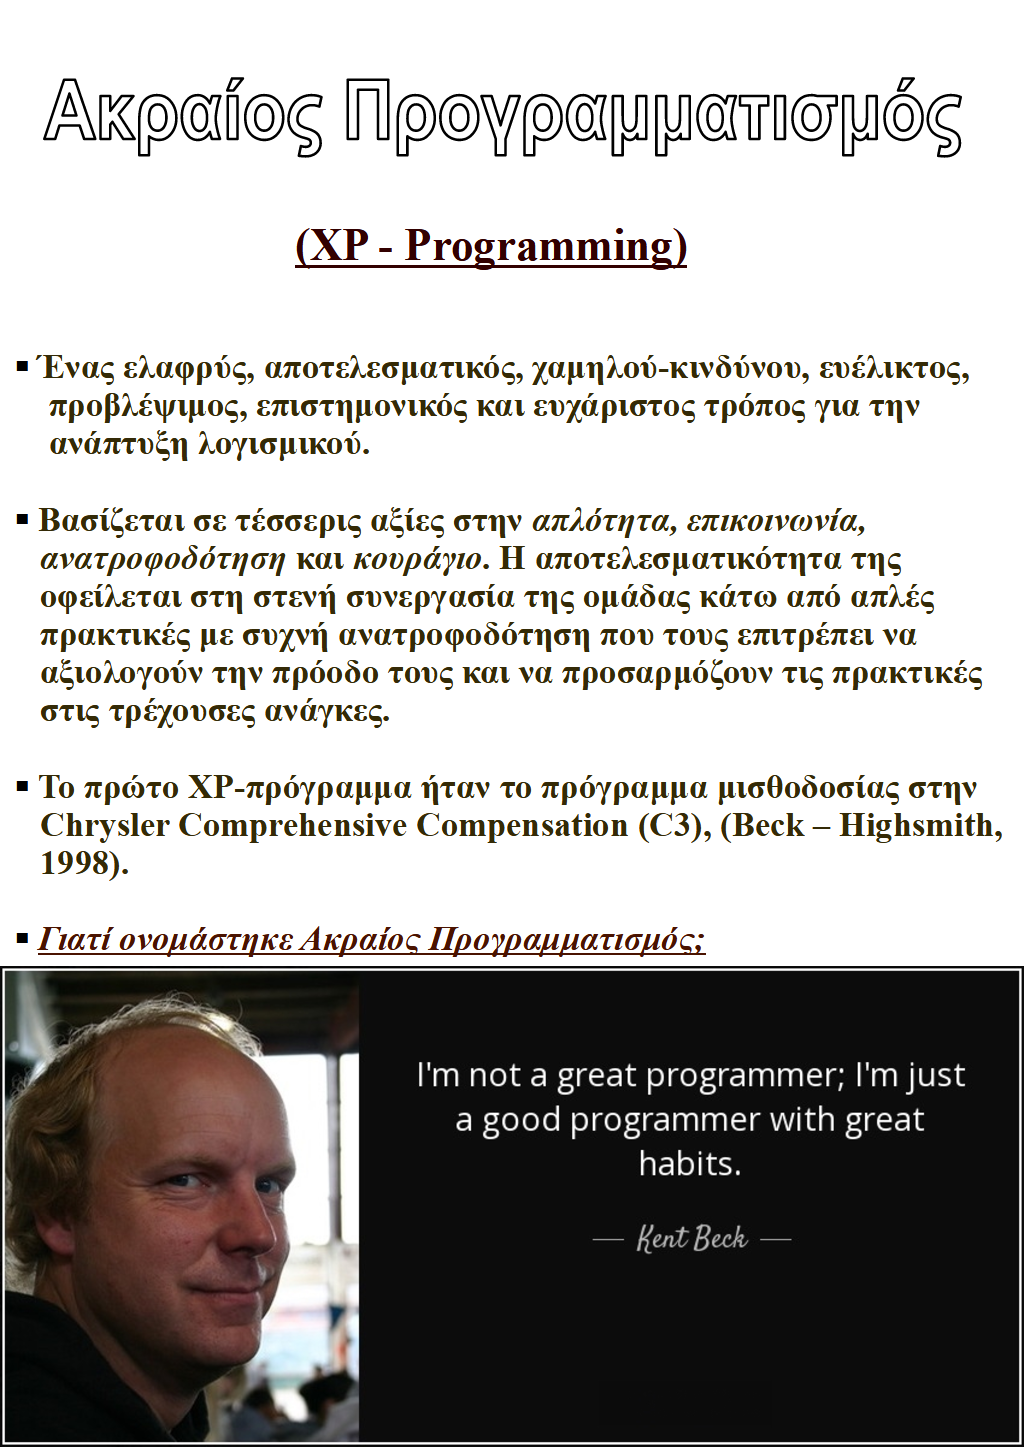 Ακραίος Προγραμματισμός
(XP - Programming)
▪ Ένας ελαφρύς, αποτελεσματικός, χαμηλού-κινδύνου, ευέλικτος,
προβλέψιμος, επιστημονικός και ευχάριστος τρόπος για την
ανάπτυξη λογισμικού.
▪ Βασίζεται σε τέσσερις αξίες στην απλότητα, επικοινωνία,
ανατροφοδότηση και κουράγιο. Η αποτελεσματικότητα της
οφείλεται στη στενή συνεργασία της ομάδας κάτω από απλές
πρακτικές με συχνή ανατροφοδότηση που τους επιτρέπει να
αξιολογούν την πρόοδο τους και να προσαρμόζουν τις πρακτικές
στις τρέχουσες ανάγκες.
▪ Το πρώτο XP-πρόγραμμα ήταν το πρόγραμμα μισθοδοσίας στην
Chrysler Comprehensive Compensation (C3), (Beck – Highsmith,
1998).
▪ Γιατί ονομάστηκε Ακραίος Προγραμματισμός;
I'm not a great programmer; I'm just
a good programmer with great
habits.
— Kent Beck —